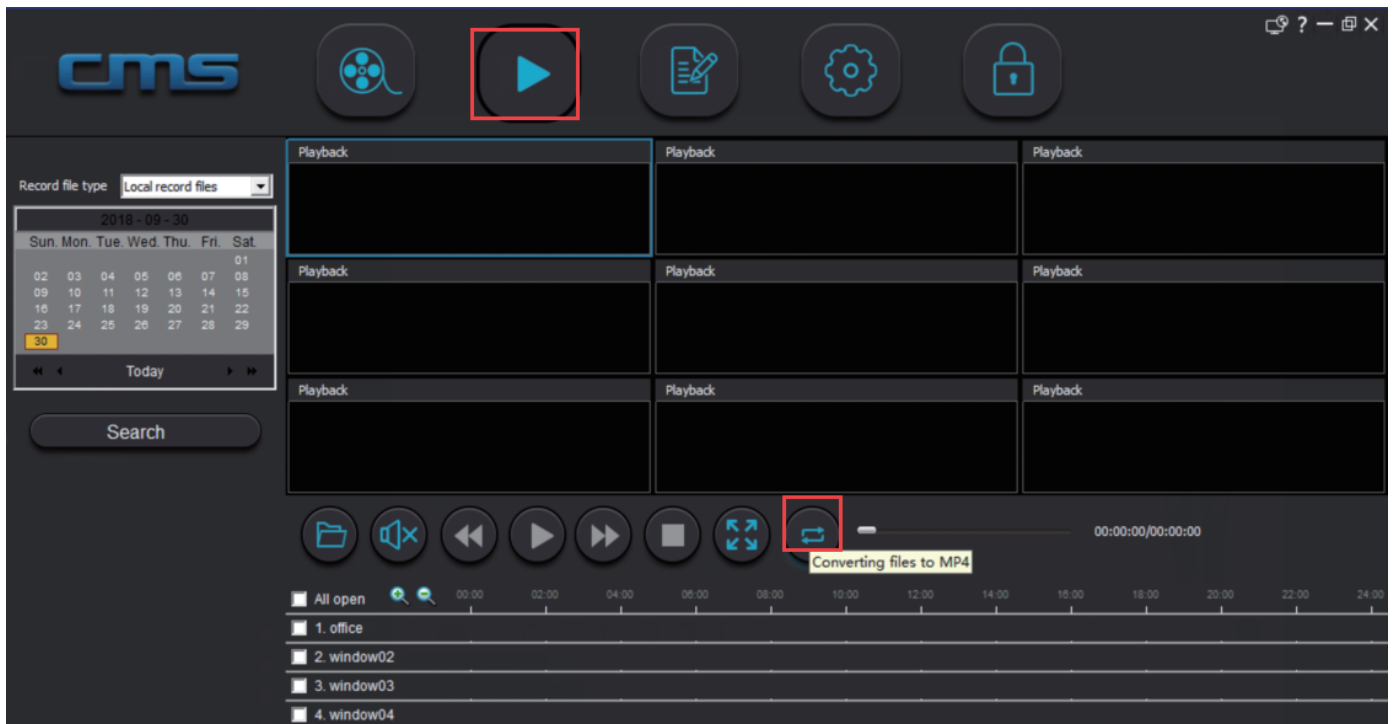 cms
?
Playback Playback Playback
Record file type Local record files
2018 - 09 - 30
Sun. Mon. Tue. Wed. Thu. Fri. Sat.
01
02 03 04 05 06 07 08
09 10 11 12 13 14 15
16 17 18 19 20 21 22
23 24 25 26 27 28 29
30
Today
Search
Playback Playback Playback
Playback Playback Playback
00:00:00/00:00:00
Converting files to MP4
All open 00:00 02:00 04:00 06:00 08:00 10:00 12:00 14:00 16:00 18:00 20:00 22:00 24:00
1. office
2. window02
3. window03
4. window04